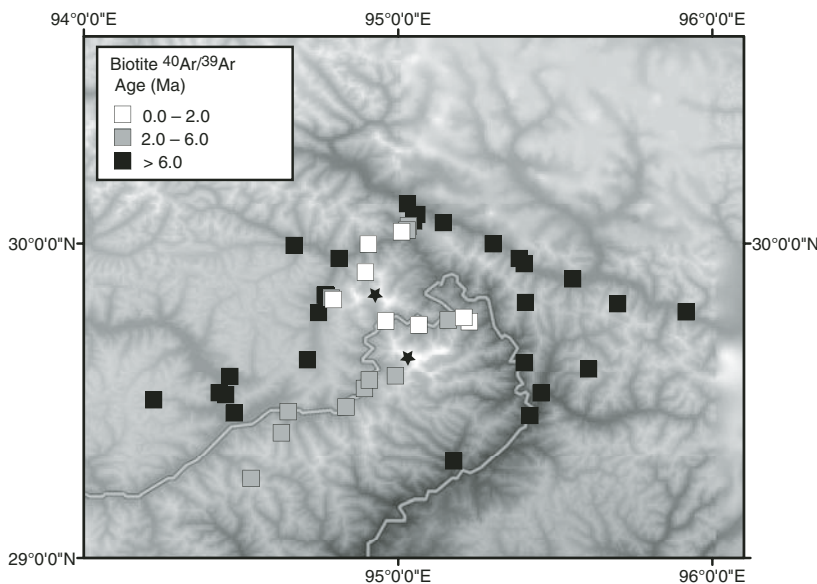 94°0'0"E 95°0'0"E 96°0'0"E
Biotite ⁴⁰Ar/³⁹Ar
Age (Ma)
0.0 – 2.0
2.0 – 6.0
> 6.0
30°0'0"N 30°0'0"N
29°0'0"N
95°0'0"E 96°0'0"E